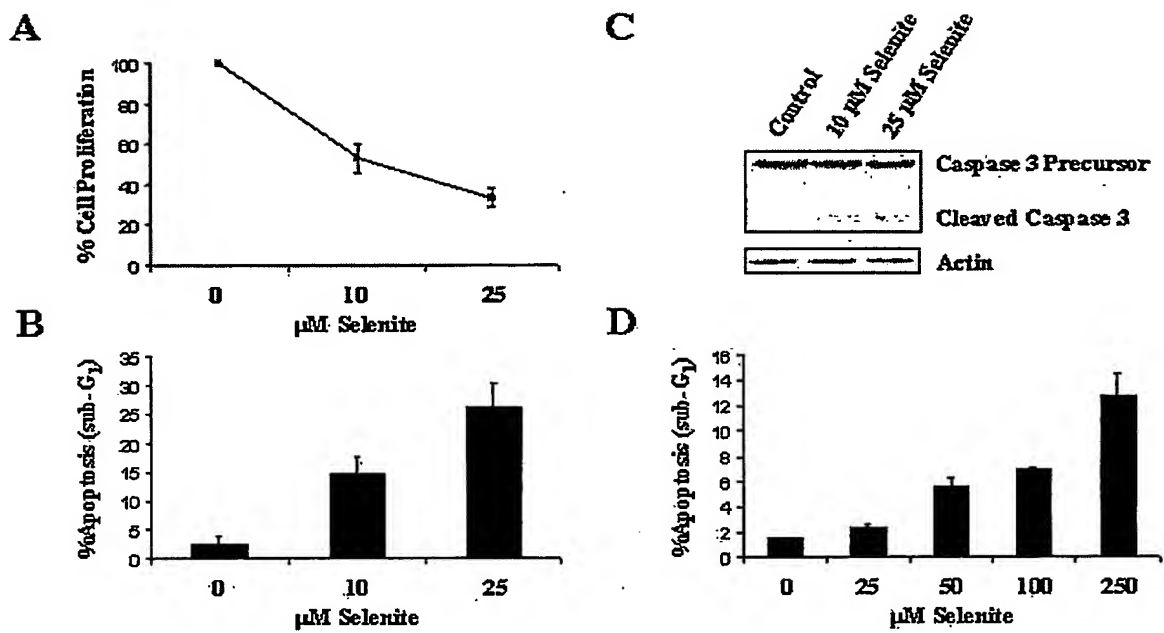 A
% Cell Proliferation
100
80
60
40
20
0
0 10 25
µM Selenite
B
%Apoptosis (sub-G1)
35
30
25
20
15
10
5
0
0 10 25
µM Selenite
C
Control
10 µM Selenite
25 µM Selenite
Caspase 3 Precursor
Cleaved Caspase 3
Actin
D
%Apoptosis (sub-G1)
16
14
12
10
8
6
4
2
0
0 25 50 100 250
µM Selenite